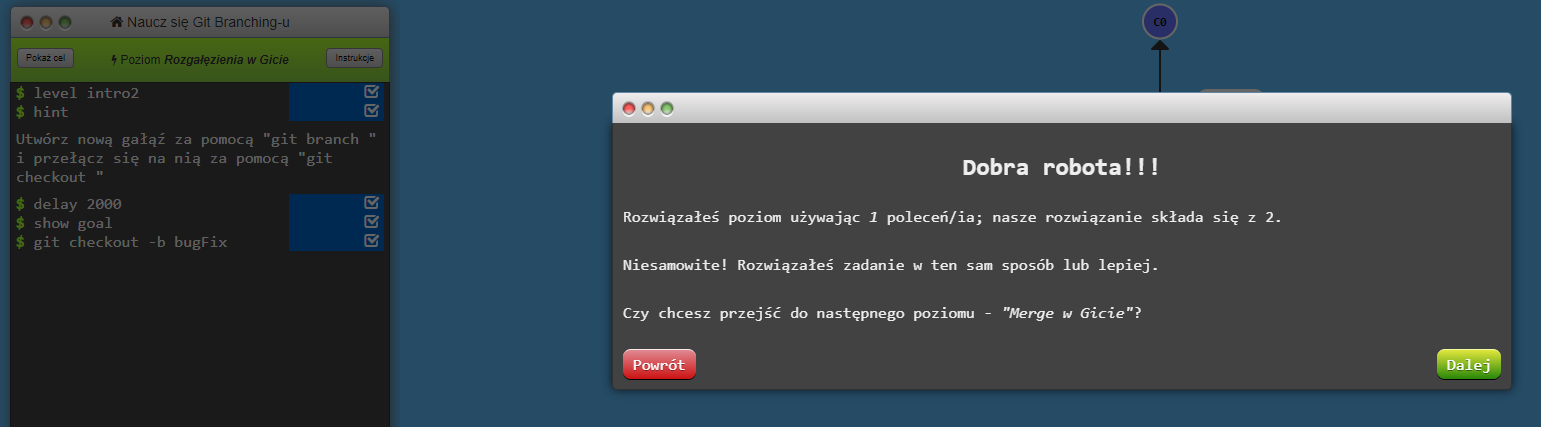 Naucz się Git Branching-u
Pokaż cel
Poziom Rozgałęzienia w Gicie
Instrukcje
$ level intro2
$ hint
Utwórz nową gałąź za pomocą "git branch "
i przełącz się na nią za pomocą "git
checkout "
$ delay 2000
$ show goal
$ git checkout -b bugFix
C0
Dobra robota!!!
Rozwiązałeś poziom używając 1 poleceń/ia; nasze rozwiązanie składa się z 2.
Niesamowite! Rozwiązałeś zadanie w ten sam sposób lub lepiej.
Czy chcesz przejść do następnego poziomu - "Merge w Gicie"?
Powrót
Dalej